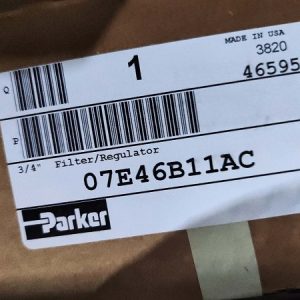 Q
1
MADE IN USA
3820
46595
P
3/4" Filter/Regulator
07E46B11AC
Parker